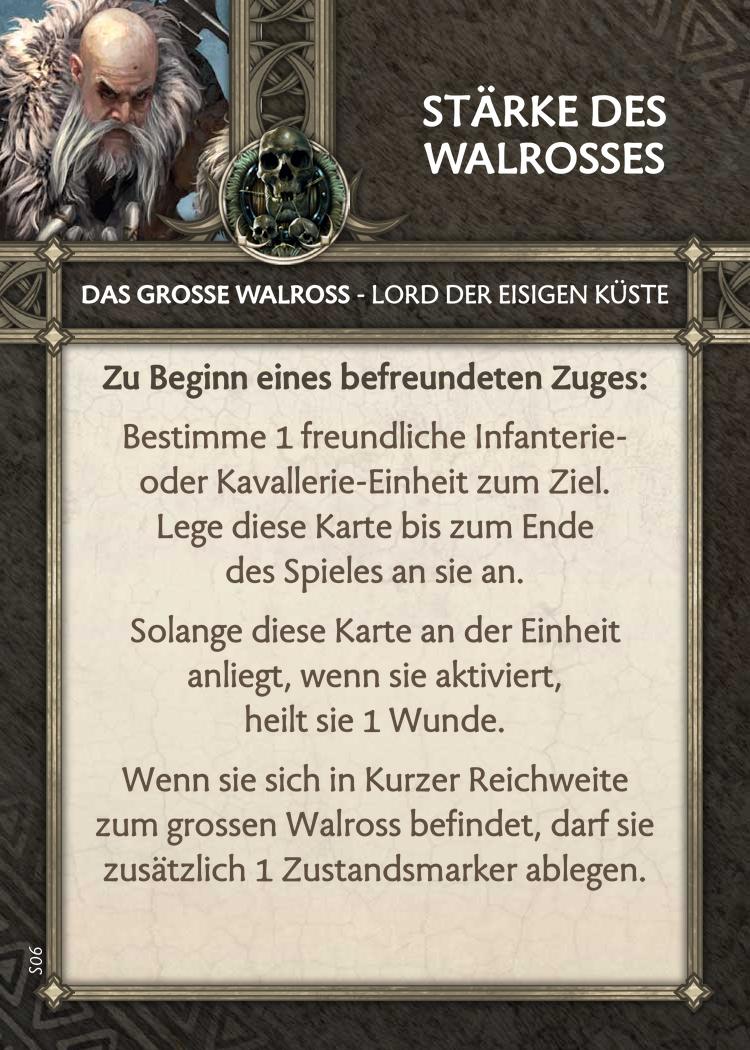 STÄRKE DES
WALROSSES
DAS GROSSE WALROSS - LORD DER EISIGEN KÜSTE
Zu Beginn eines befreundeten Zuges:
Bestimme 1 freundliche Infanterie-
oder Kavallerie-Einheit zum Ziel.
Lege diese Karte bis zum Ende
des Spieles an sie an.
Solange diese Karte an der Einheit
anliegt, wenn sie aktiviert,
heilt sie 1 Wunde.
Wenn sie sich in Kurzer Reichweite
zum grossen Walross befindet, darf sie
zusätzlich 1 Zustandsmarker ablegen.
S06